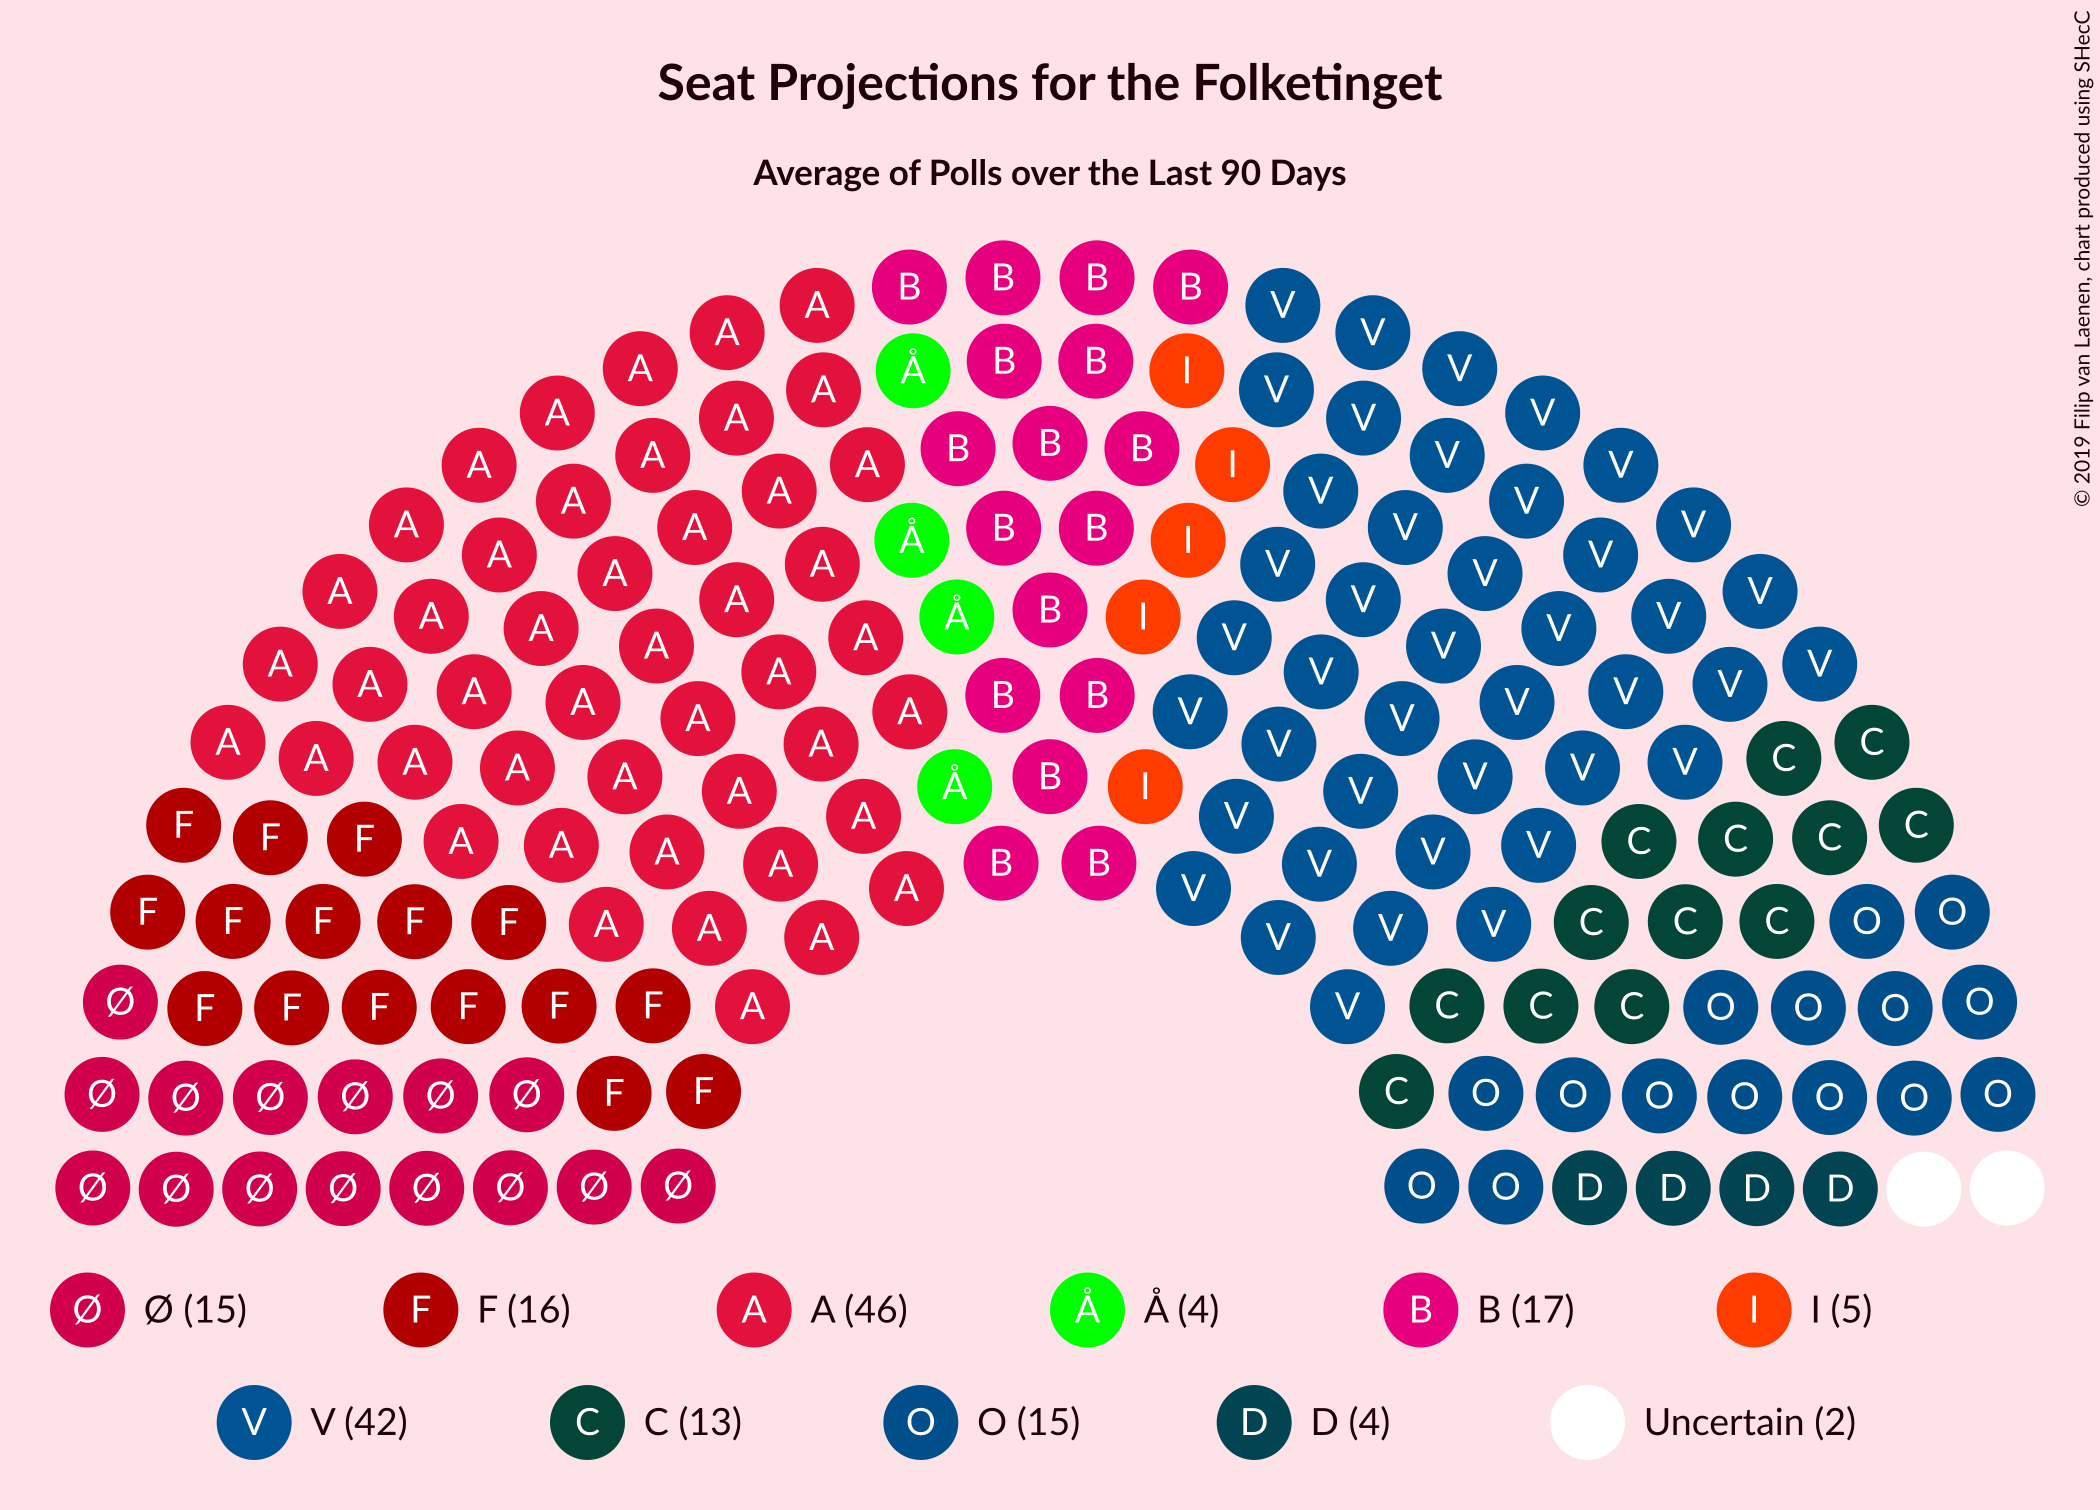 Seat Projections for the Folketinget
Average of Polls over the Last 90 Days
© 2019 Filip van Laenen, chart produced using SHecC
B B B B
A A V V
A Å B B I V
A A V V
A A B B B I V V
A A Å B B I V V
A A A V V V
A A A Å B I V V V
A A A A V V V V
A A A A B B V V V V
A A A A V V V C C
A A A A Å B I V V V V
F F F A A A A B B V V V V C C C C
F F F F F A A A V V V C C C O O
Ø F F F F F F A V C C C O O O O
Ø Ø Ø Ø Ø Ø F F C O O O O O O O
Ø Ø Ø Ø Ø Ø Ø Ø O O D D D D
Ø Ø (15) F F (16) A A (46) Å Å (4) B B (17) I I (5)
V V (42) C C (13) O O (15) D D (4) Uncertain (2)